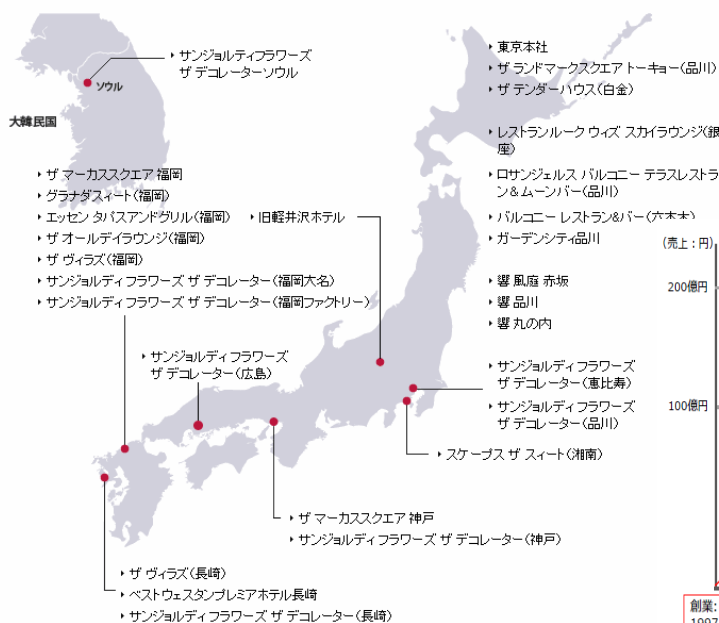 サンジョルディフラワーズ
ザ デコレーターソウル
ソウル
大韓民国
ザ マーカススクエア 福岡
グラナダスィート(福岡)
エッセン タパスアンドグリル(福岡)
ザ オールデイラウンジ(福岡)
ザ ヴィラズ(福岡)
サンジョルディフラワーズ ザ デコレーター(福岡大名)
サンジョルディフラワーズ ザ デコレーター(福岡ファクトリー)
旧軽井沢ホテル
東京本社
ザ ランドマークスクエアトーキョー(品川)
ザ テンダーハウス(白金)
レストランルーク ウィズ スカイラウンジ(銀
座)
ロサンジェルス バルコニー テラスレストラ
ン&ムーンバー(品川)
バルコニー レストラン&バー(六本木)
ガーデンシティ品川
響 風庭 赤坂
響 品川
響 丸の内
サンジョルディフラワーズ
ザ デコレーター(広島)
サンジョルディフラワーズ
ザ デコレーター(恵比寿)
サンジョルディフラワーズ
ザ デコレーター(品川)
スケープス ザ スィート(湘南)
ザ マーカススクエア 神戸
サンジョルディフラワーズ ザ デコレーター(神戸)
ザ ヴィラズ(長崎)
ベストウェスタンプレミアホテル長崎
サンジョルディフラワーズ ザ デコレーター(長崎)
(売上:円)
200億円
100億円
創業:
1997